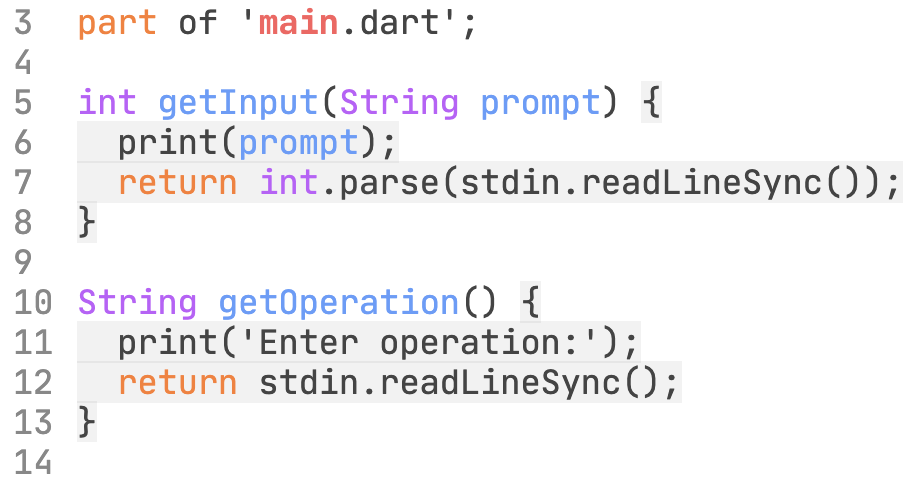 3 part of 'main.dart';
4
5 int getInput(String prompt) {
6   print(prompt);
7   return int.parse(stdin.readLineSync());
8 }
9
10 String getOperation() {
11   print('Enter operation:');
12   return stdin.readLineSync();
13 }
14